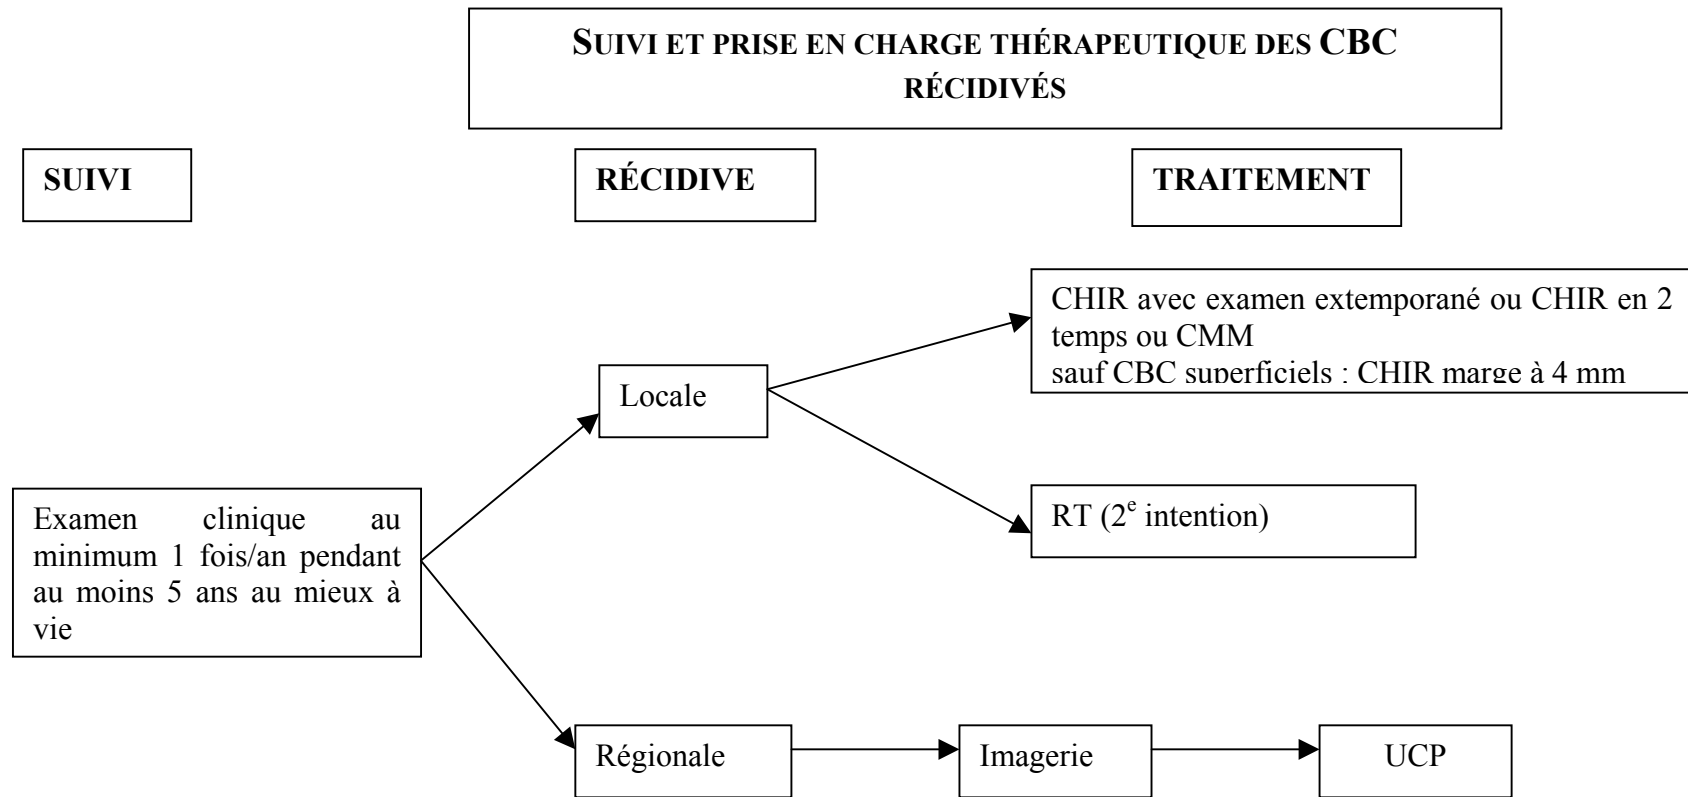 SUIVI ET PRISE EN CHARGE THÉRAPEUTIQUE DES CBC
RÉCIDIVÉS
SUIVI
RÉCIDIVE
TRAITEMENT
CHIR avec examen extemporané ou CHIR en 2
temps ou CMM
sauf CBC superficiels : CHIR marge à 4 mm
Locale
RT (2e intention)
Examen clinique au
minimum 1 fois/an pendant
au moins 5 ans au mieux à
vie
Régionale
Imagerie
UCP